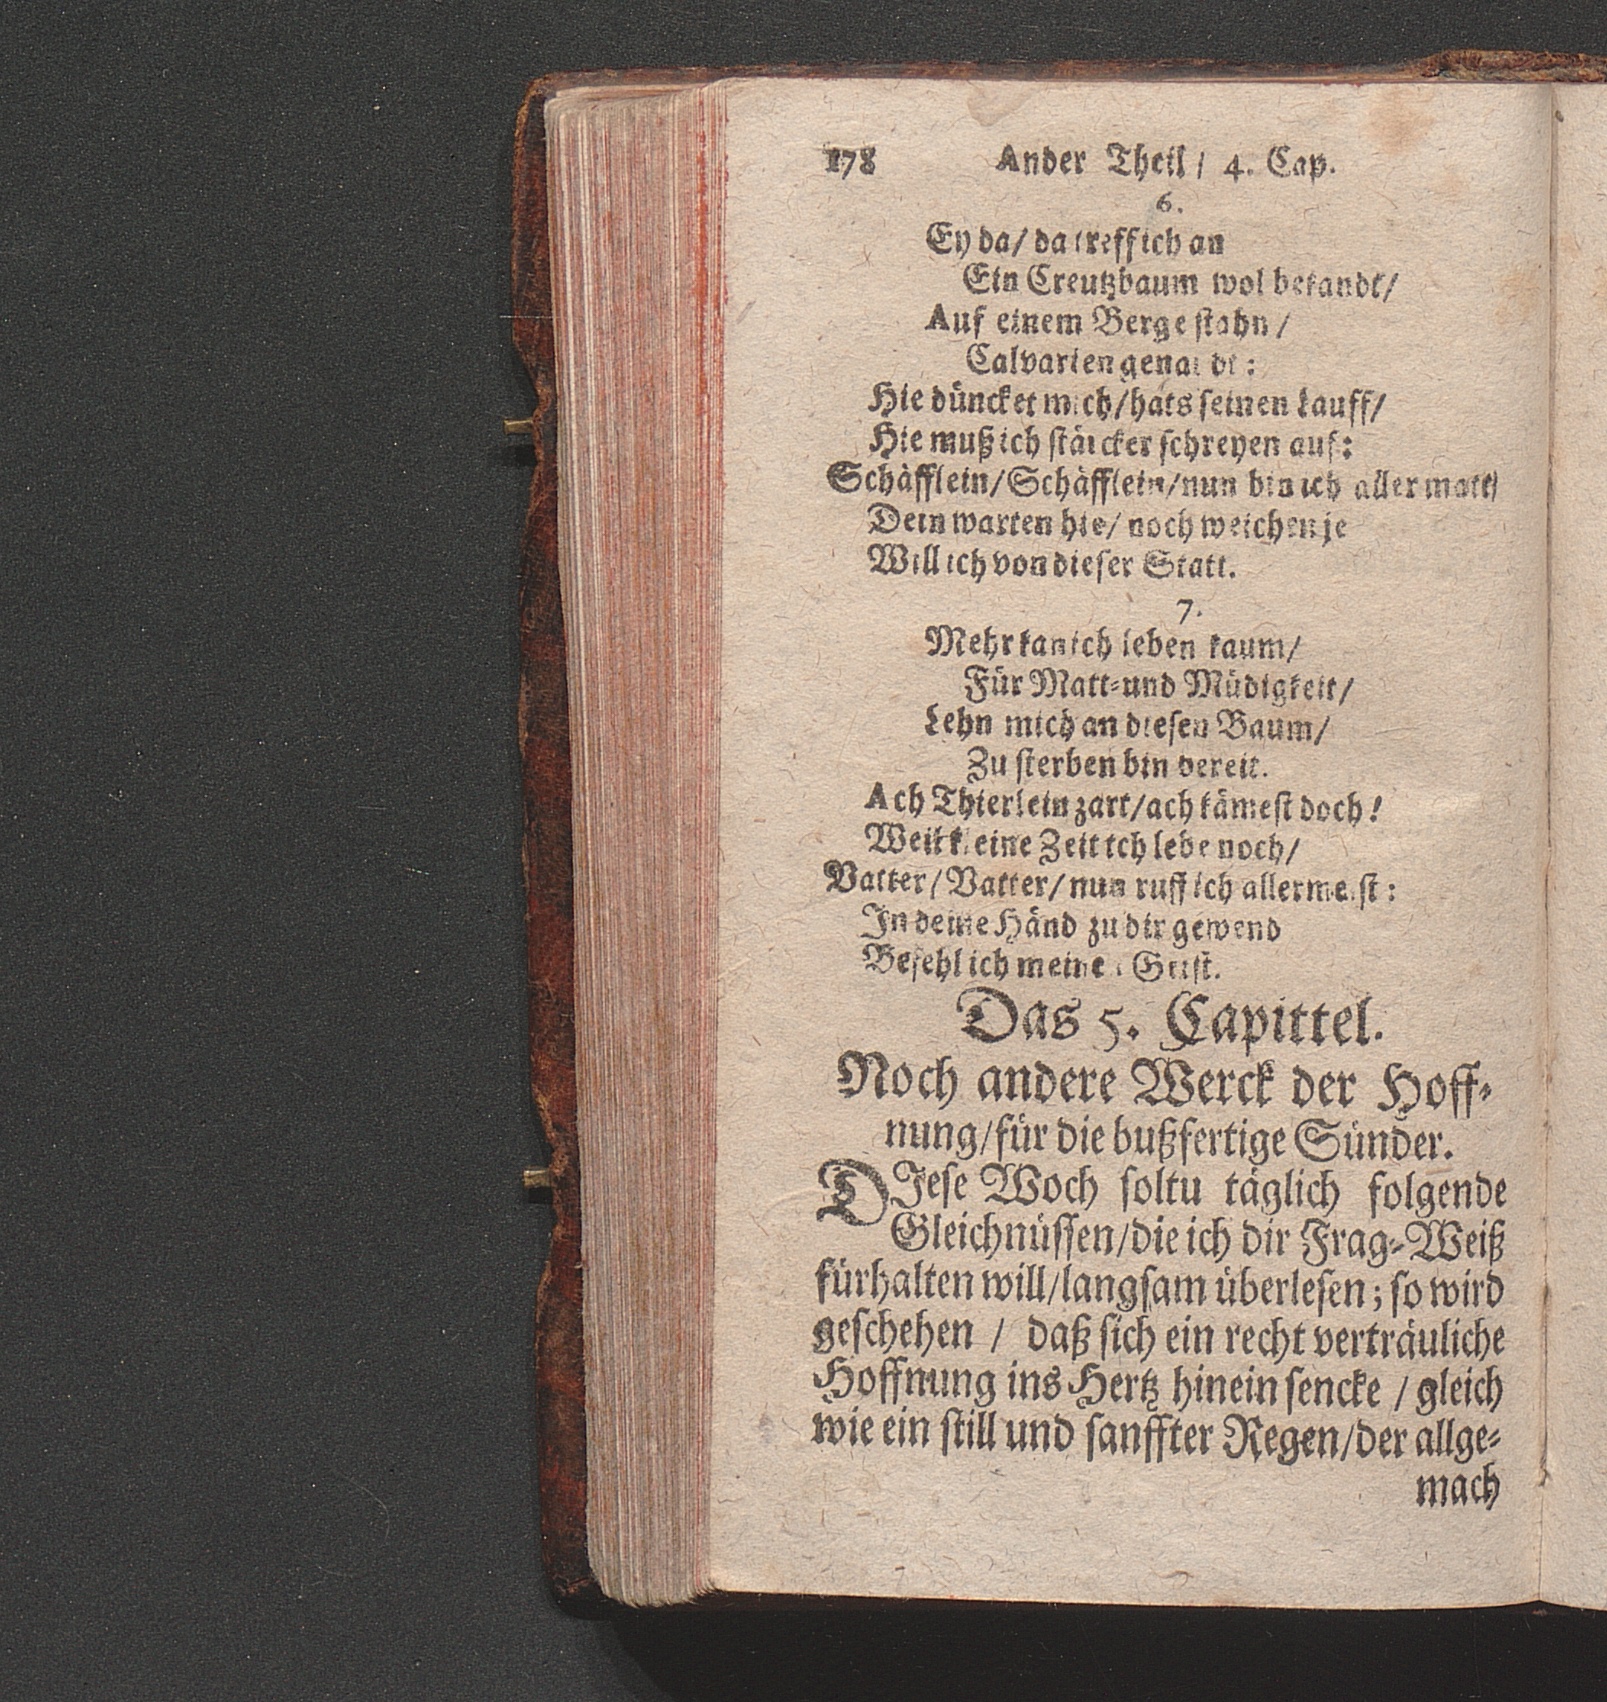 178 Ander Theil / 4. Cap.
6.
Ey da / da treff ich an
Ein Creutzbaum wol bekandt /
Auf einem Berge stahn /
Calvarien genandt :
Hie düncket mich / hats seinen Lauff /
Hie muß ich stärcker schreyen auf :
Schäfflein / Schäfflein / nun bin ich aller matt /
Dein warten hie / noch weichen je
Will ich von dieser Statt.
7.
Mehr kan ich leben kaum /
Für Matt- und Müdigkeit /
Lehn mich an diesen Baum /
Zu sterben bin bereit.
Ach Thierlein zart / ach kämest doch !
Weil kleine Zeit ich lebe noch /
Vatter / Vatter / nun ruff ich allermeist :
In deine Händ zu dir gewend
Befehl ich meinen Geist.
Das 5. Capittel.
Noch andere Werck der Hoff-
nung / für die bußfertige Sünder.
DIese Woch soltu täglich folgende
Gleichnüssen / die ich dir Frag-Weiß
fürhalten will / langsam überlesen ; so wird
geschehen / daß sich ein recht verträuliche
Hoffnung ins Hertz hinein sencke / gleich
wie ein still und sanffter Regen / der allge-
mach